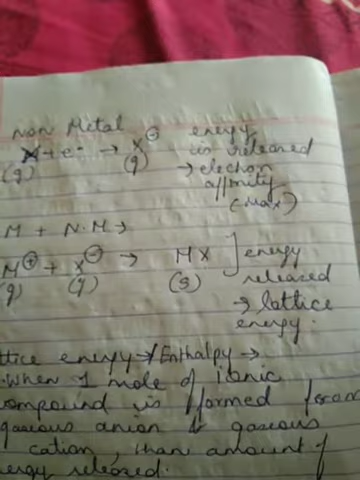 non Metal energy
X + e⁻ → X⊖ is released
(g) (g) → electron
affinity
(Max)
M + N.M →
M⊕ + X⊖ → MX ] energy
(g) (g) (s) released
→ lattice
energy.
ttice energy / Enthalpy →
When 1 mole of ionic
ompound is formed from
gaseous anion & gaseous
cation, than amount of
ergy released.